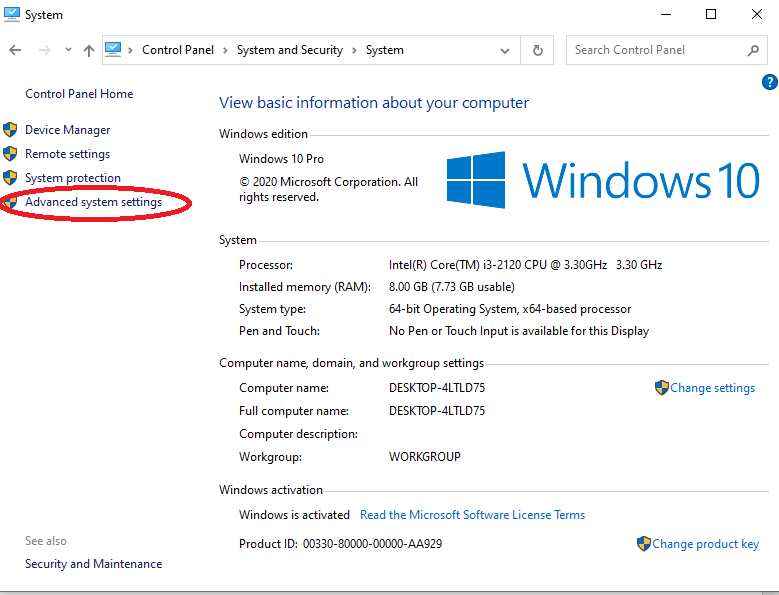 System
Control Panel > System and Security > System
Search Control Panel
?
Control Panel Home
Device Manager
Remote settings
System protection
Advanced system settings
See also
Security and Maintenance
View basic information about your computer
Windows edition
Windows 10 Pro
© 2020 Microsoft Corporation. All
rights reserved.
Windows 10
System
Processor: Intel(R) Core(TM) i3-2120 CPU @ 3.30GHz 3.30 GHz
Installed memory (RAM): 8.00 GB (7.73 GB usable)
System type: 64-bit Operating System, x64-based processor
Pen and Touch: No Pen or Touch Input is available for this Display
Computer name, domain, and workgroup settings
Computer name: DESKTOP-4LTLD75
Change settings
Full computer name: DESKTOP-4LTLD75
Computer description:
Workgroup: WORKGROUP
Windows activation
Windows is activated Read the Microsoft Software License Terms
Product ID: 00330-80000-00000-AA929
Change product key